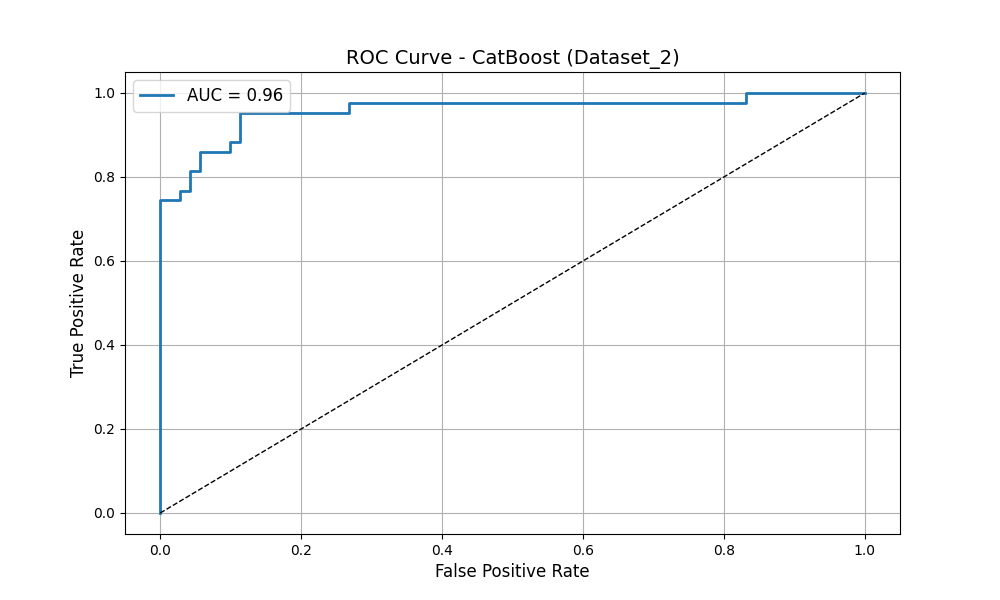 ROC Curve - CatBoost (Dataset_2)
AUC = 0.96
True Positive Rate
1.0
0.8
0.6
0.4
0.2
0.0
0.0 0.2 0.4 0.6 0.8 1.0
False Positive Rate